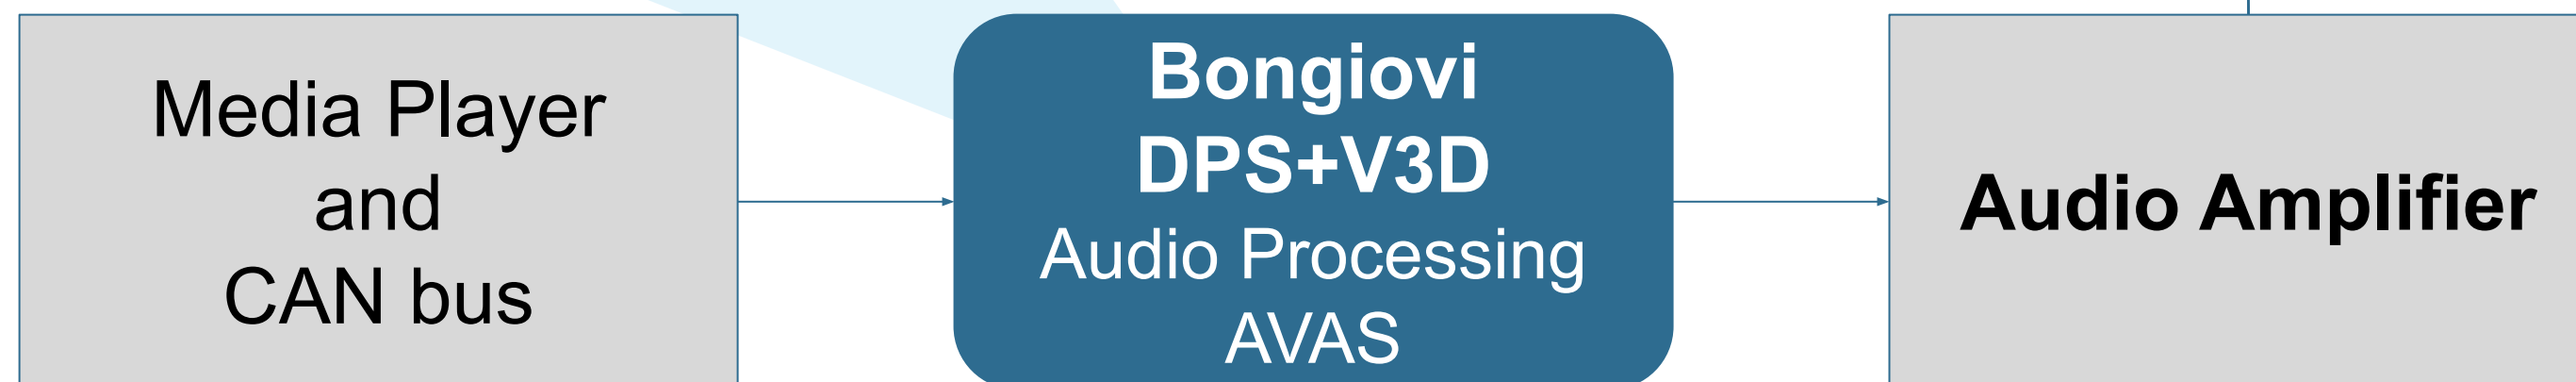 Media Player
and
CAN bus
Bongiovi
DPS+V3D
Audio Processing
AVAS
Audio Amplifier